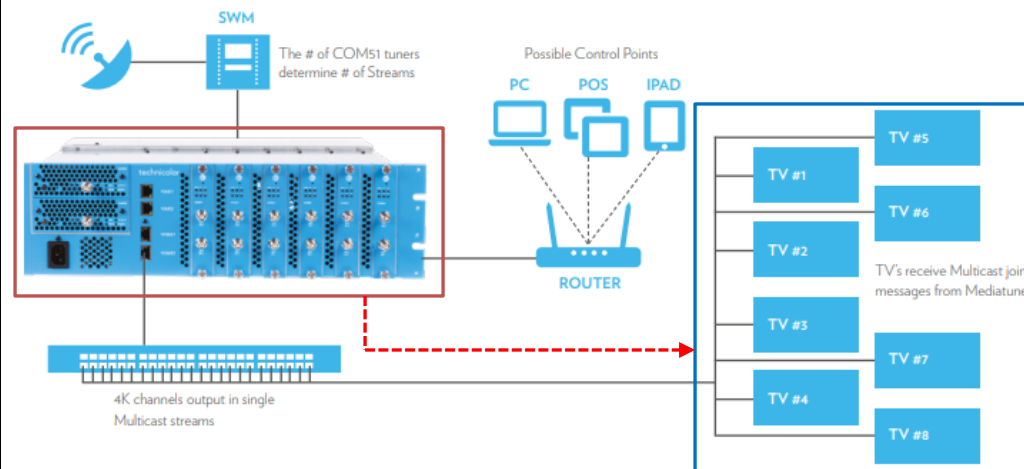 SWM
The # of COM51 tuners
determine # of Streams
Possible Control Points
PC
POS
IPAD
technicolor
ROUTER
4K channels output in single
Multicast streams
TV #5
TV #1
TV #6
TV #2
TV's receive Multicast join
messages from Mediatune
TV #3
TV #7
TV #4
TV #8